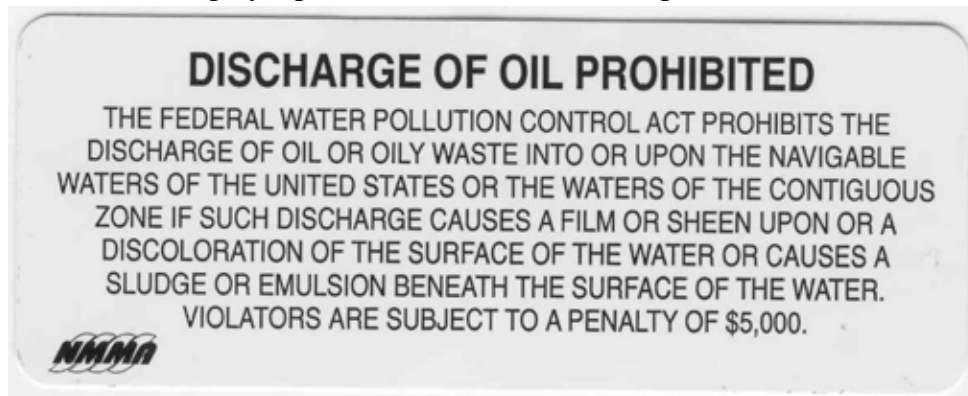 DISCHARGE OF OIL PROHIBITED
THE FEDERAL WATER POLLUTION CONTROL ACT PROHIBITS THE
DISCHARGE OF OIL OR OILY WASTE INTO OR UPON THE NAVIGABLE
WATERS OF THE UNITED STATES OR THE WATERS OF THE CONTIGUOUS
ZONE IF SUCH DISCHARGE CAUSES A FILM OR SHEEN UPON OR A
DISCOLORATION OF THE SURFACE OF THE WATER OR CAUSES A
SLUDGE OR EMULSION BENEATH THE SURFACE OF THE WATER.
VIOLATORS ARE SUBJECT TO A PENALTY OF $5,000.
NMMA